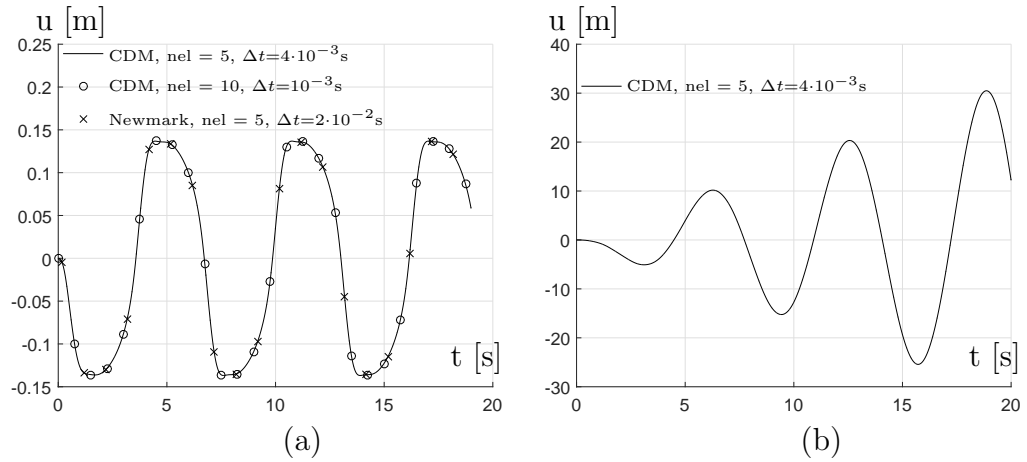 u [m]
0.25
0.2
0.15
0.1
0.05
0
-0.05
-0.1
-0.15
CDM, nel = 5, Δt=4·10⁻³s
CDM, nel = 10, Δt=10⁻³s
Newmark, nel = 5, Δt=2·10⁻²s
t [s]
0 5 10 15 20
(a)
u [m]
40
30
20
10
0
-10
-20
-30
CDM, nel = 5, Δt=4·10⁻³s
t [s]
0 5 10 15 20
(b)